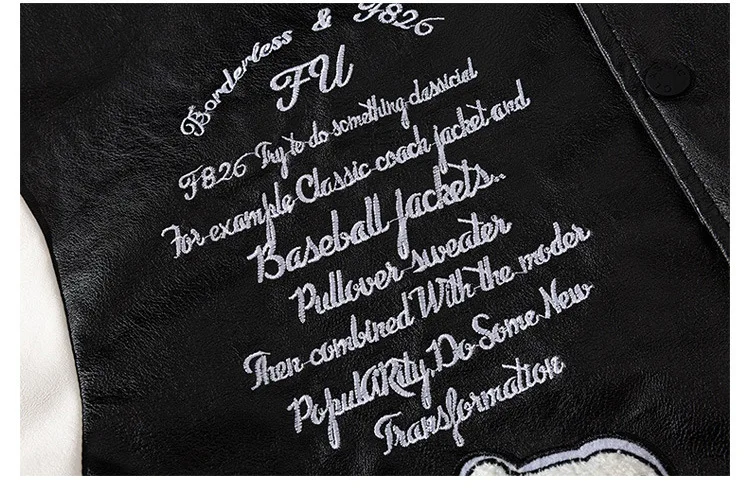 Borderless & F826
FU
F826 Try to do something classicial
For example Classic coach jacket and
Baseball jackets..
Pullover sweater
Then combined With the moder
PopulARity, Do Some New
Transformation